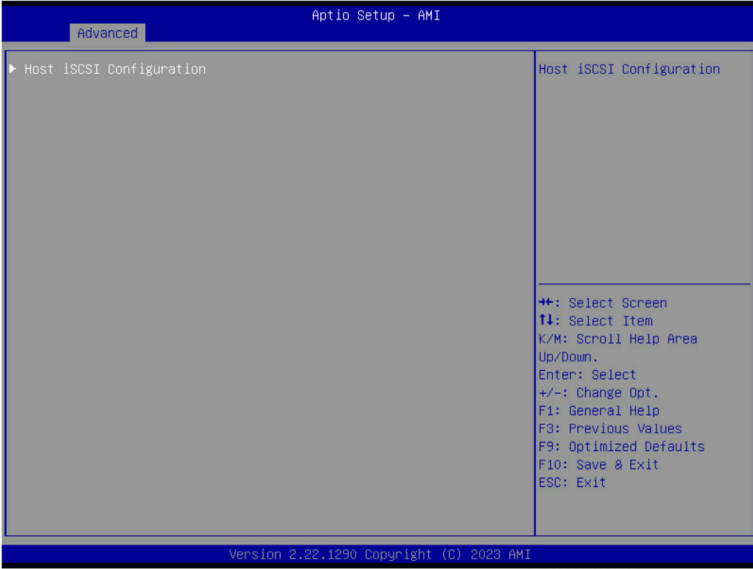 Aptio Setup – AMI
Advanced
▶ Host iSCSI Configuration
Host iSCSI Configuration
→←: Select Screen
↑↓: Select Item
K/M: Scroll Help Area
Up/Down.
Enter: Select
+/-: Change Opt.
F1: General Help
F3: Previous Values
F9: Optimized Defaults
F10: Save & Exit
ESC: Exit
Version 2.22.1290 Copyright (C) 2023 AMI